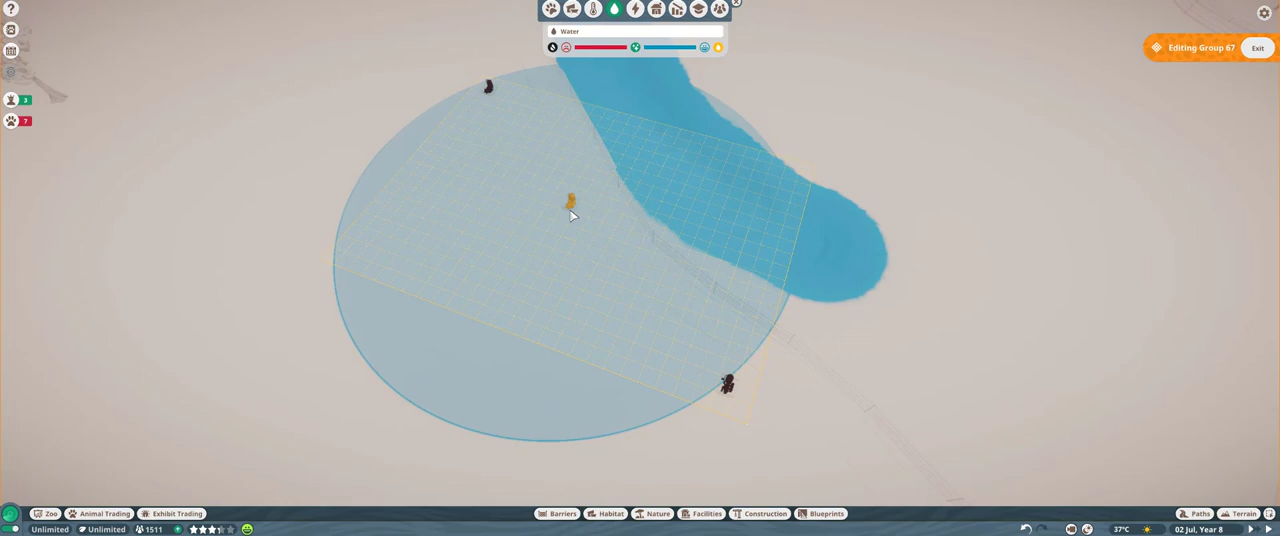 Water
Editing Group 67
Exit
3
7
Zoo
Animal Trading
Exhibit Trading
Barriers
Habitat
Nature
Facilities
Construction
Blueprints
Paths
Terrain
Unlimited
Unlimited
1511
37°C
02 Jul, Year 8